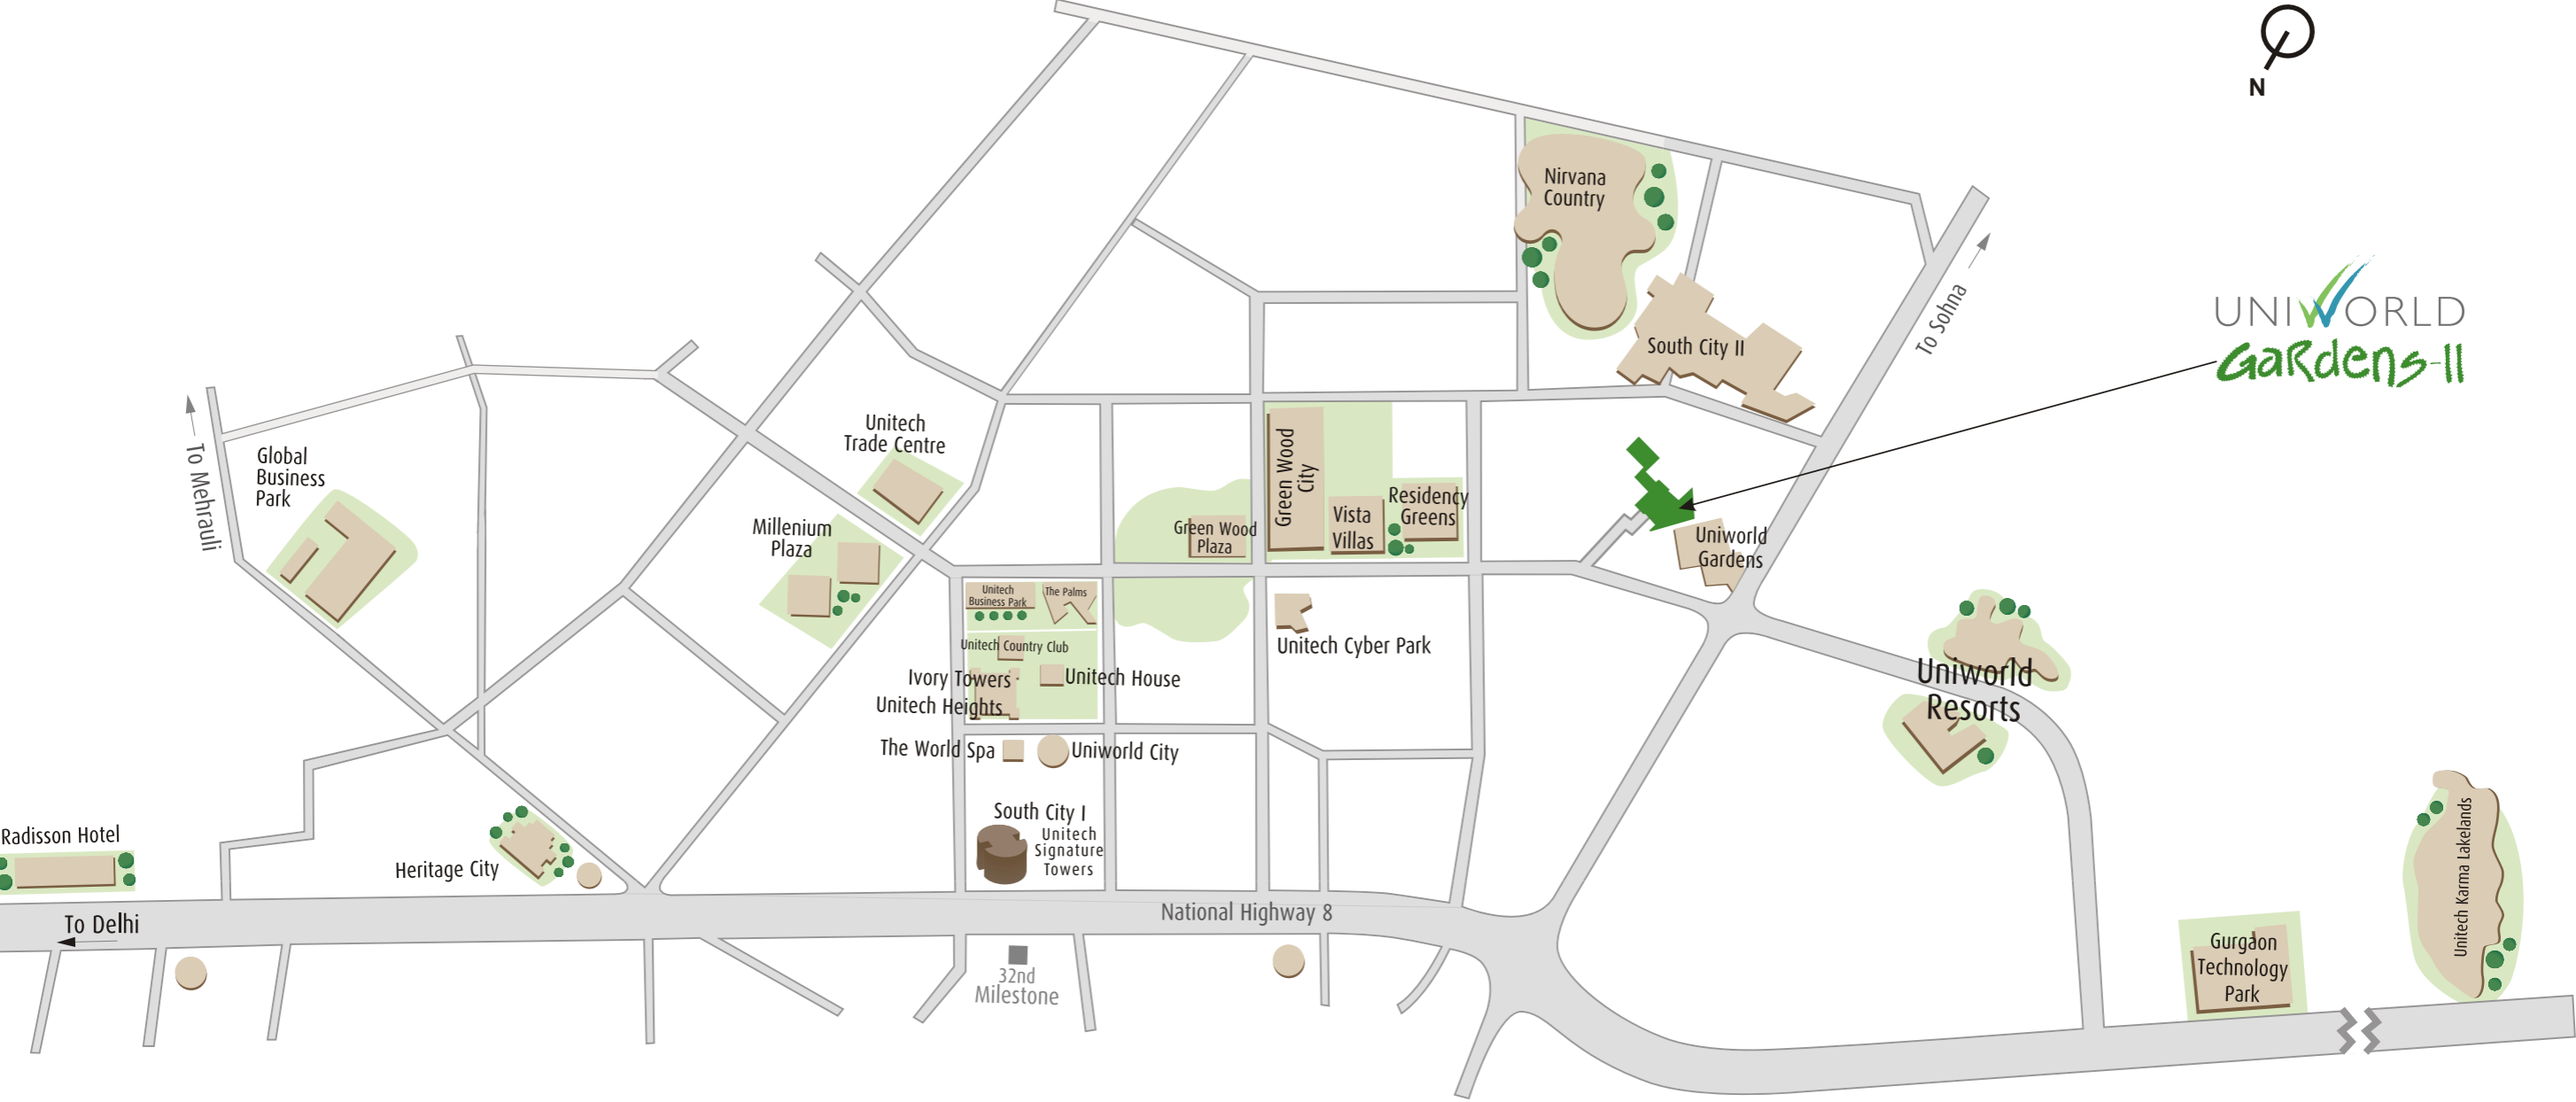 N
Nirvana
Country
UNIWORLD
GaRdens-II
To Sohna
South City II
Unitech
Trade Centre
To Mehrauli
Global
Business
Park
Green Wood
City
Residency
Greens
Vista
Villas
Millenium
Plaza
Green Wood
Plaza
Uniworld
Gardens
Unitech
Business Park
The Palms
Unitech Country Club
Unitech Cyber Park
Ivory Towers
Unitech House
Unitech Heights
Uniworld
Resorts
The World Spa
Uniworld City
South City I
Unitech
Signature
Towers
Radisson Hotel
Heritage City
Unitech Karma Lakelands
To Delhi
National Highway 8
32nd
Milestone
Gurgaon
Technology
Park